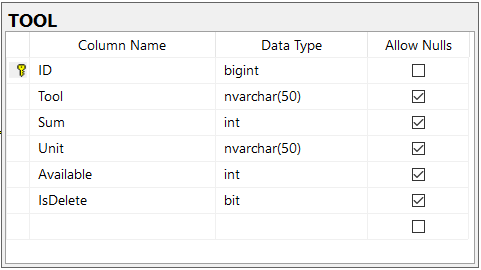 TOOL
Column Name Data Type Allow Nulls
ID bigint
Tool nvarchar(50)
Sum int
Unit nvarchar(50)
Available int
IsDelete bit